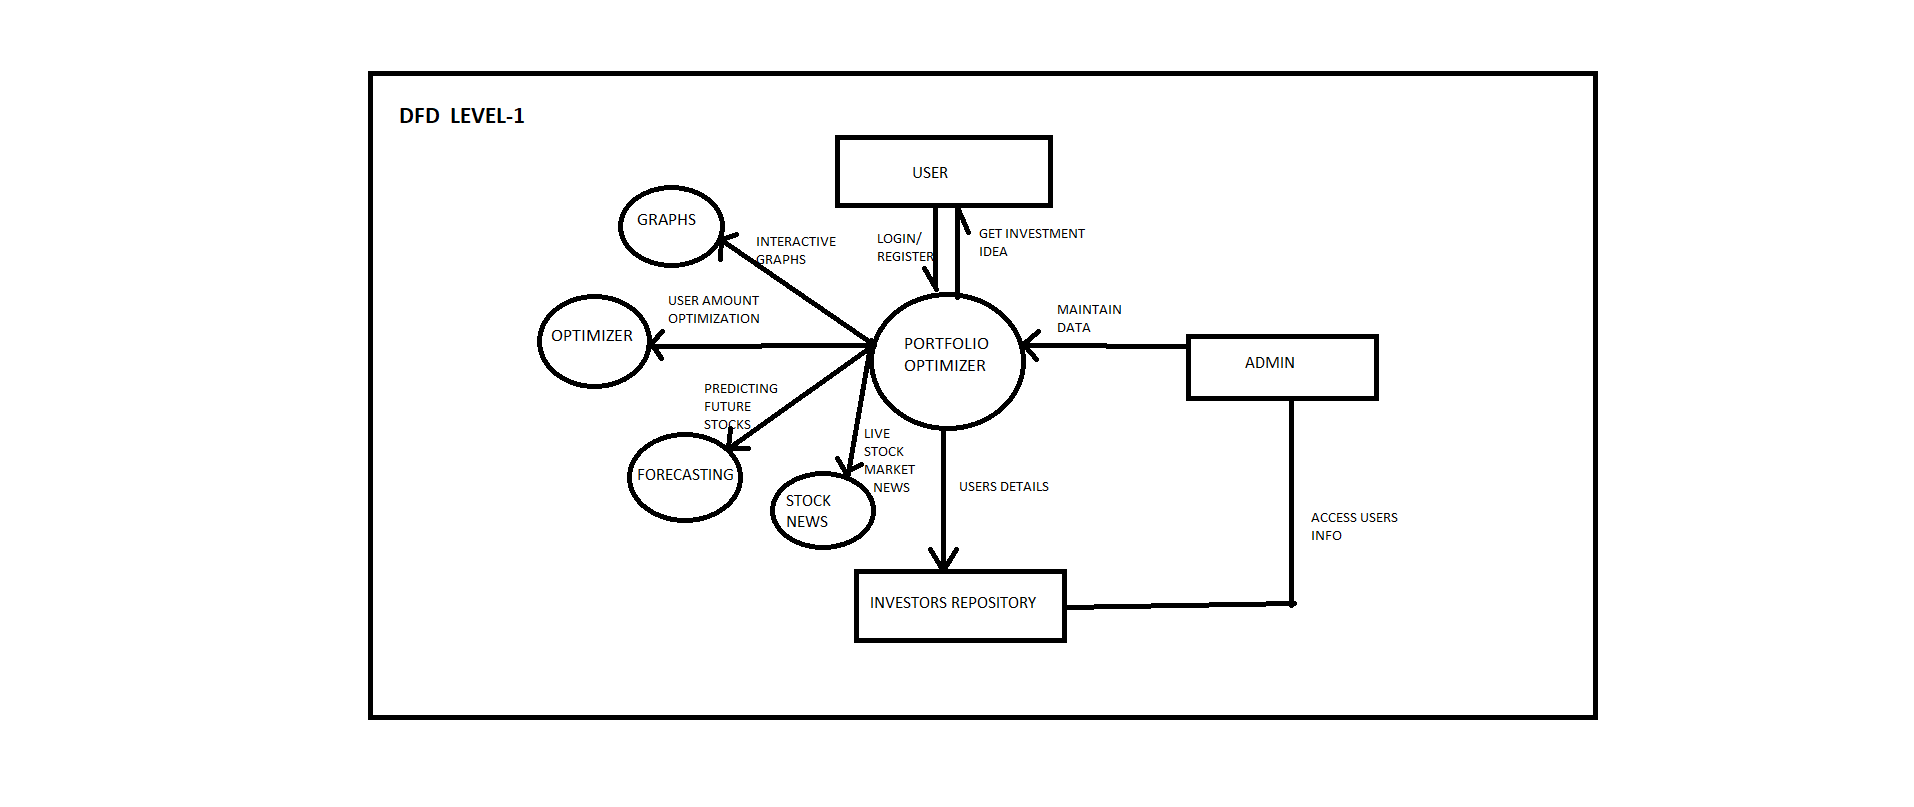 DFD LEVEL-1
USER
GRAPHS
INTERACTIVE
GRAPHS
LOGIN/
REGISTER
GET INVESTMENT
IDEA
USER AMOUNT
OPTIMIZATION
OPTIMIZER
PORTFOLIO
OPTIMIZER
MAINTAIN
DATA
ADMIN
PREDICTING
FUTURE
STOCKS
FORECASTING
LIVE
STOCK
MARKET
NEWS
STOCK
NEWS
USERS DETAILS
ACCESS USERS
INFO
INVESTORS REPOSITORY